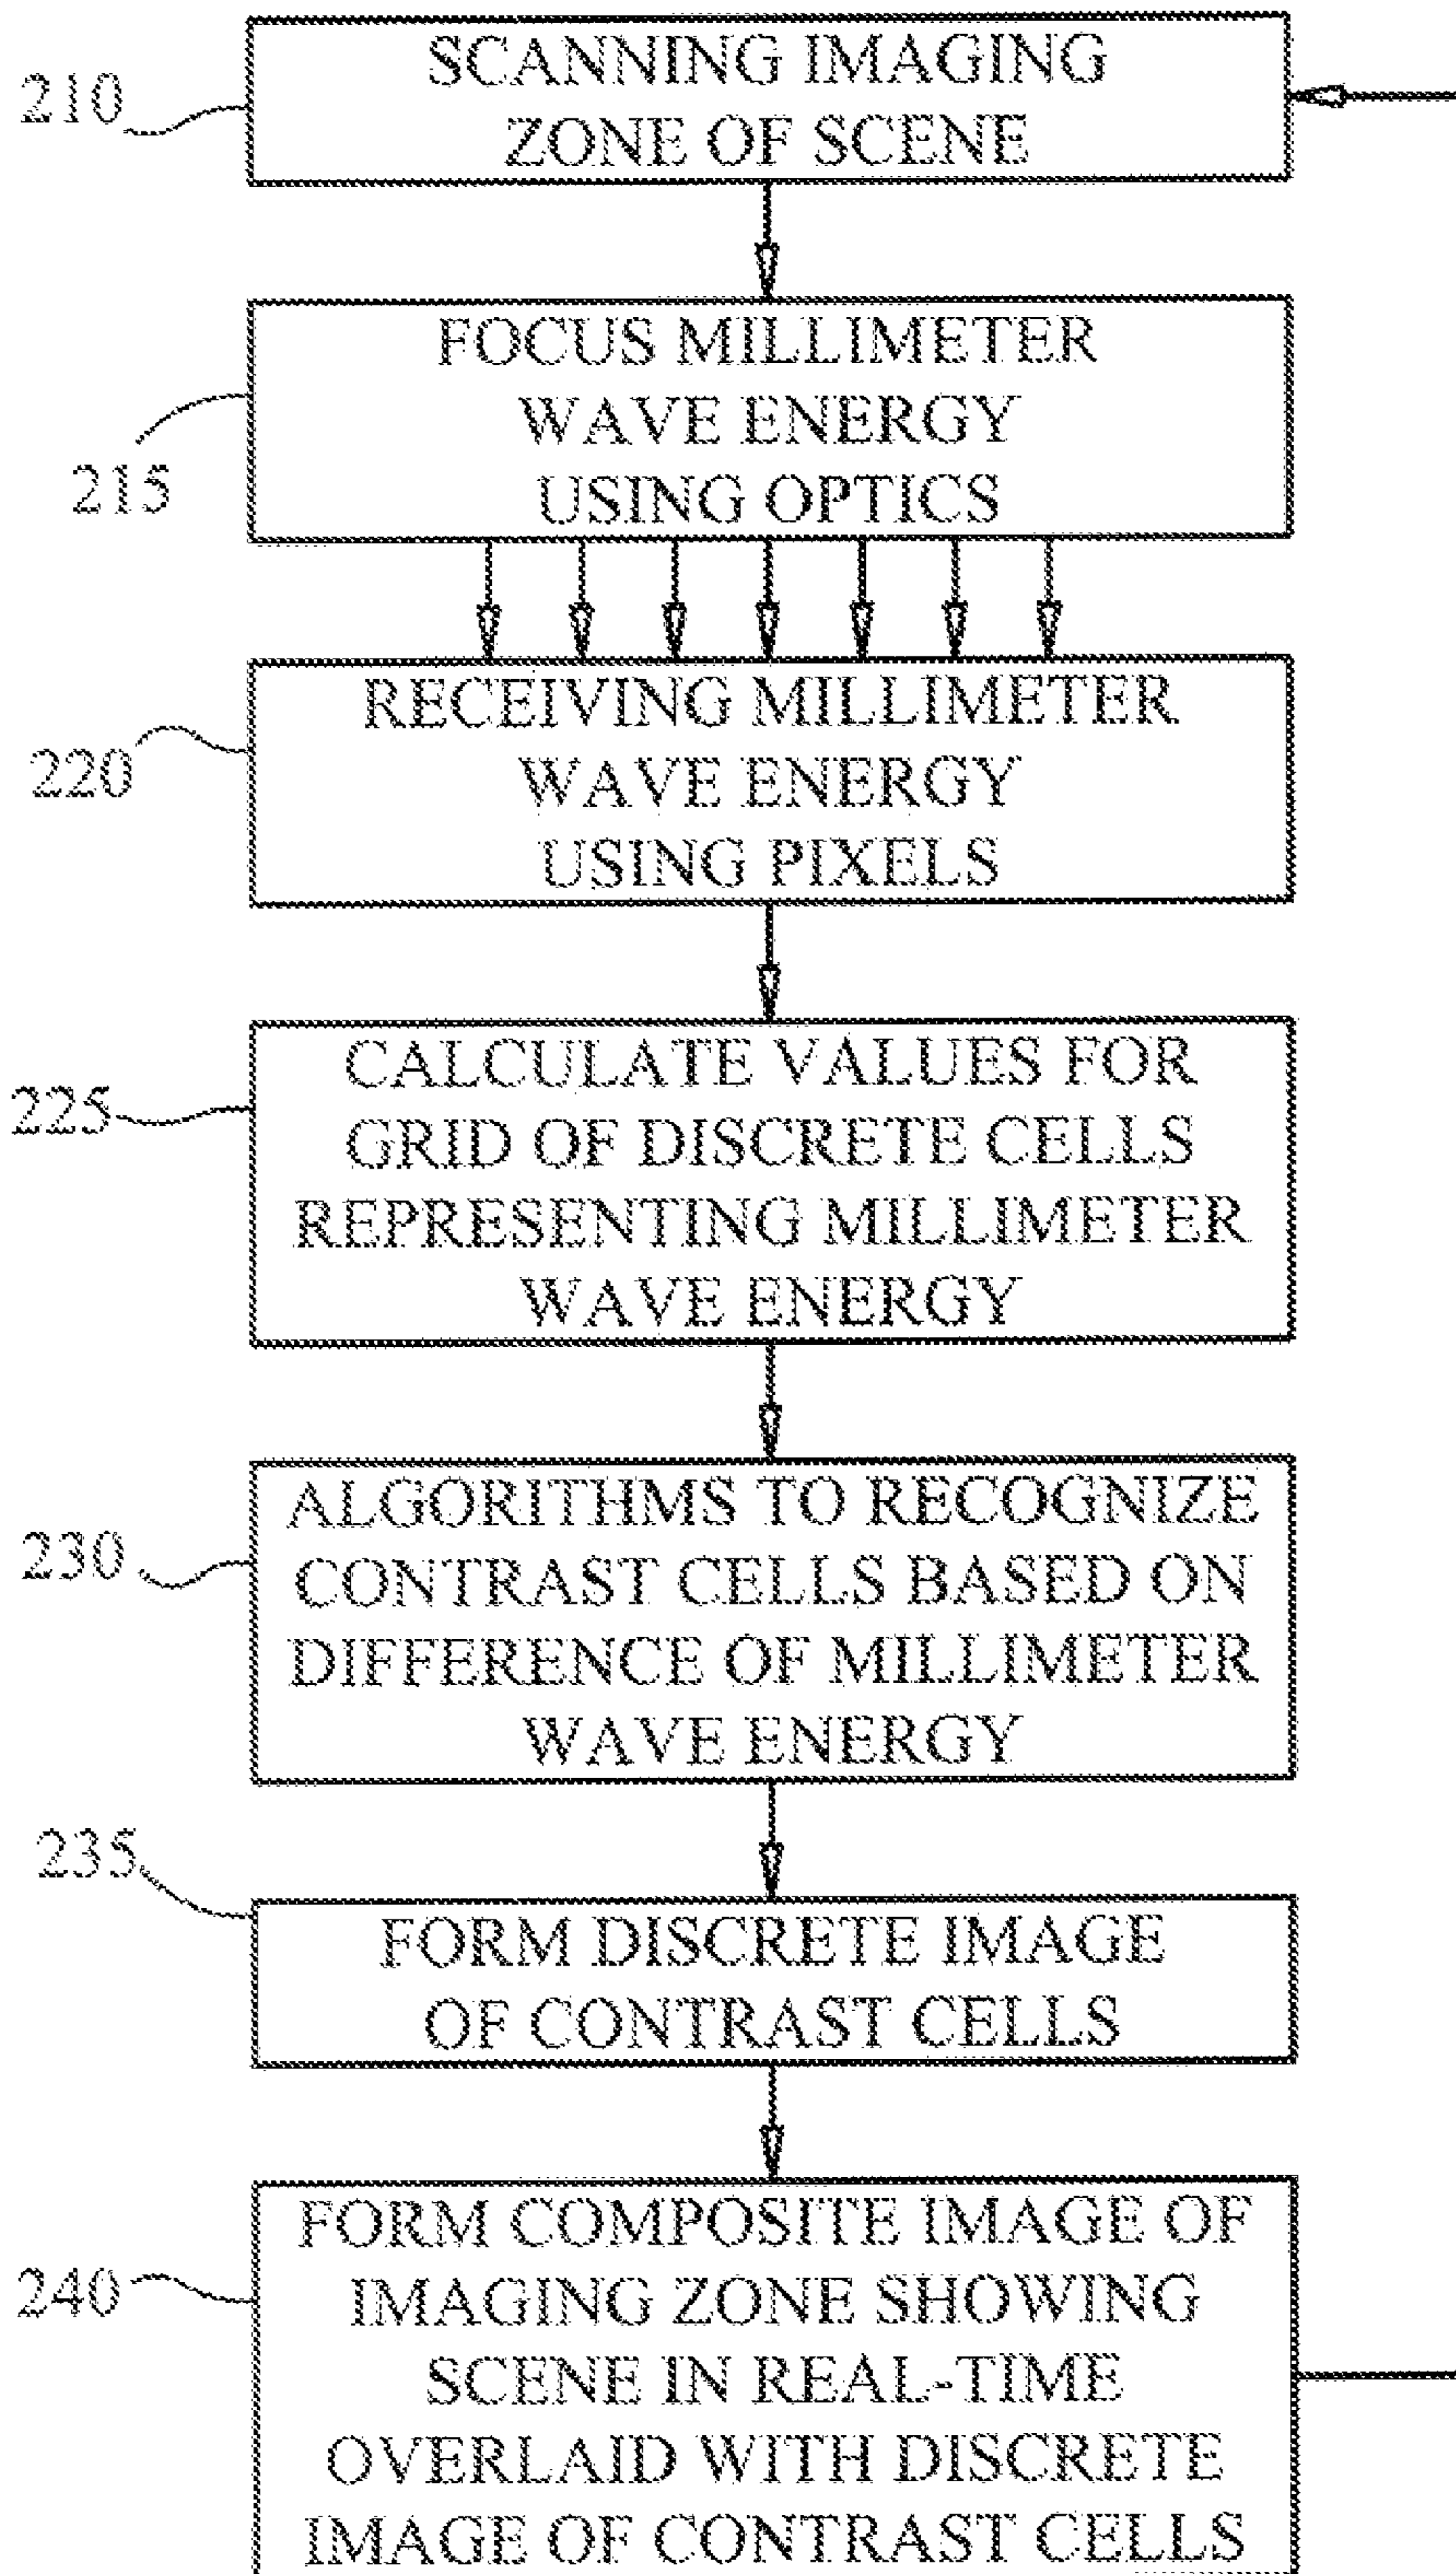 210
SCANNING IMAGING
ZONE OF SCENE
215
FOCUS MILLIMETER
WAVE ENERGY
USING OPTICS
220
RECEIVING MILLIMETER
WAVE ENERGY
USING PIXELS
225
CALCULATE VALUES FOR
GRID OF DISCRETE CELLS
REPRESENTING MILLIMETER
WAVE ENERGY
230
ALGORITHMS TO RECOGNIZE
CONTRAST CELLS BASED ON
DIFFERENCE OF MILLIMETER
WAVE ENERGY
235
FORM DISCRETE IMAGE
OF CONTRAST CELLS
240
FORM COMPOSITE IMAGE OF
IMAGING ZONE SHOWING
SCENE IN REAL-TIME
OVERLAID WITH DISCRETE
IMAGE OF CONTRAST CELLS